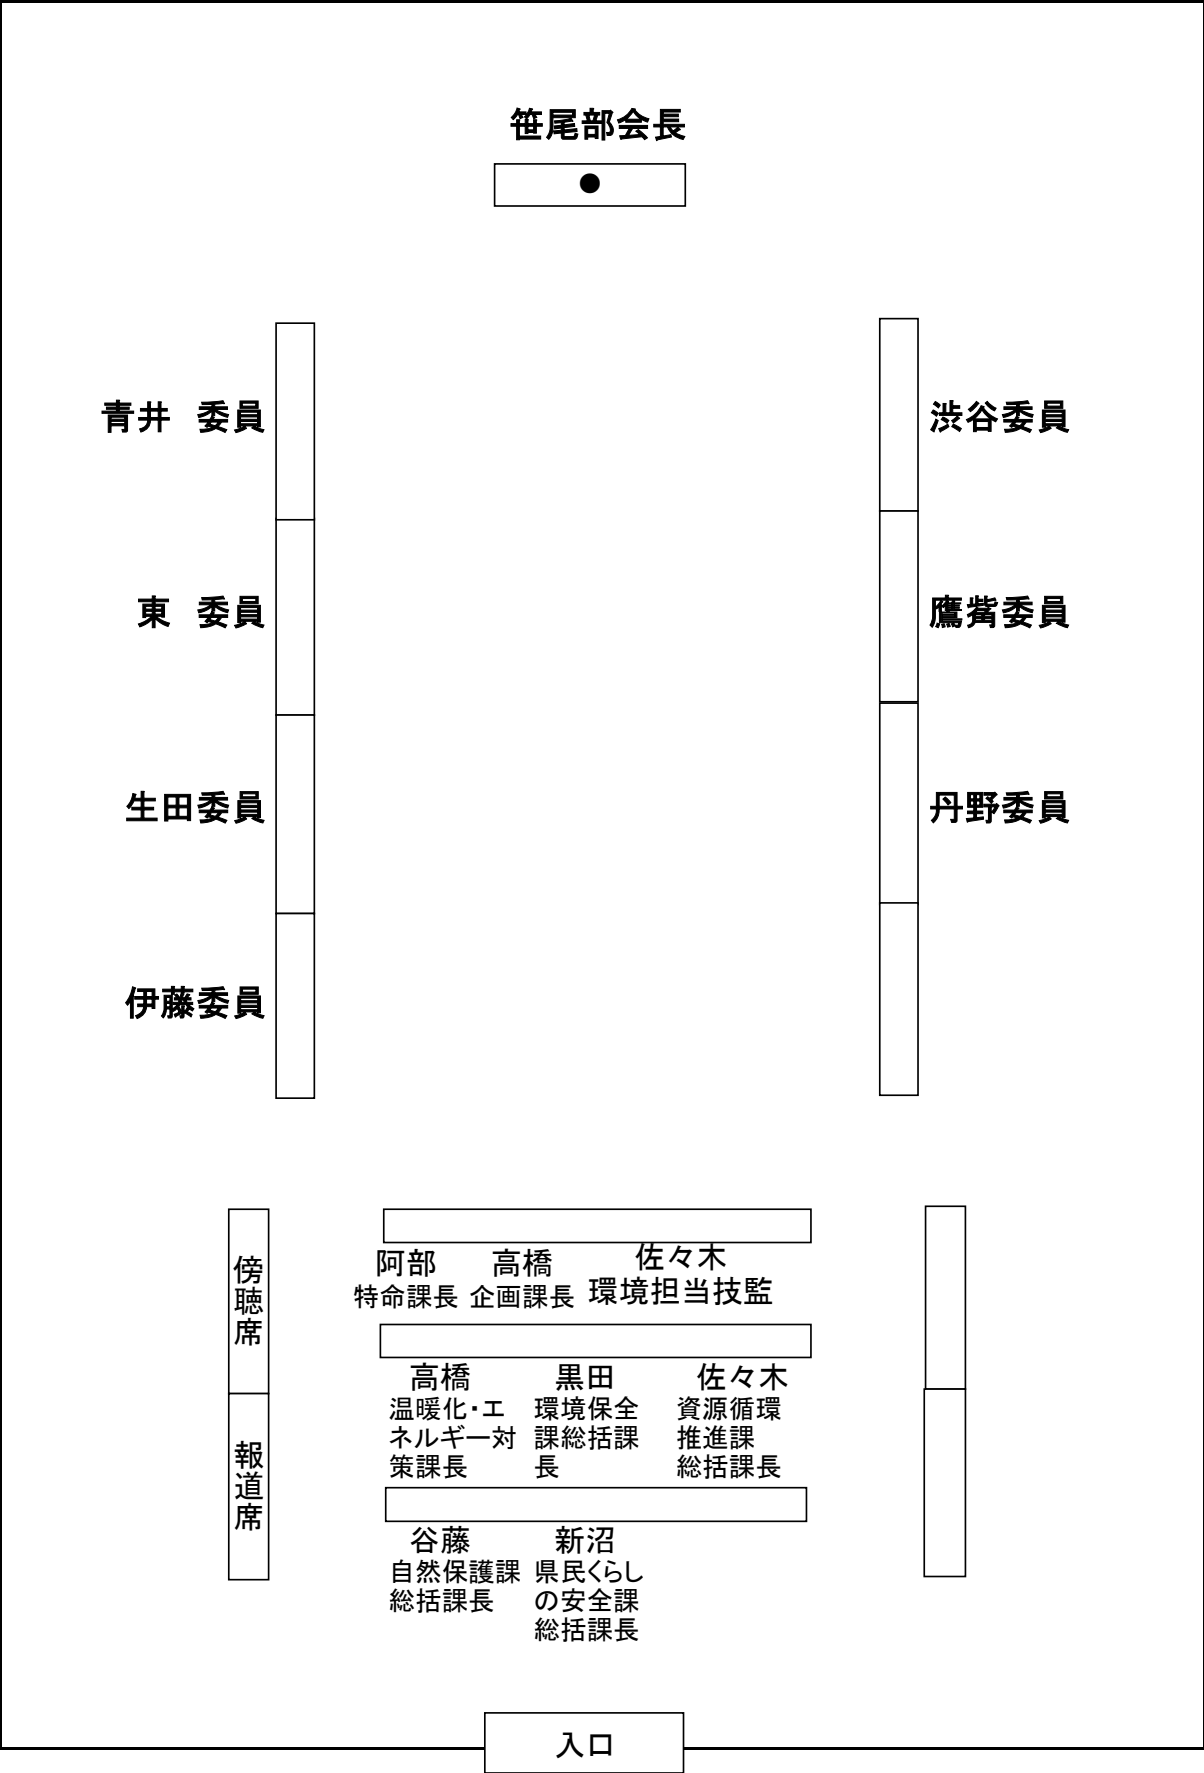 笹尾部会長
●
青井　委員
渋谷委員
東　委員
鷹觜委員
生田委員
丹野委員
伊藤委員
傍聴席
報道席
阿部
特命課長
高橋
企画課長
佐々木
環境担当技監
高橋
温暖化・エ
ネルギー対
策課長
黒田
環境保全
課総括課
長
佐々木
資源循環
推進課
総括課長
谷藤
自然保護課
総括課長
新沼
県民くらし
の安全課
総括課長
入口